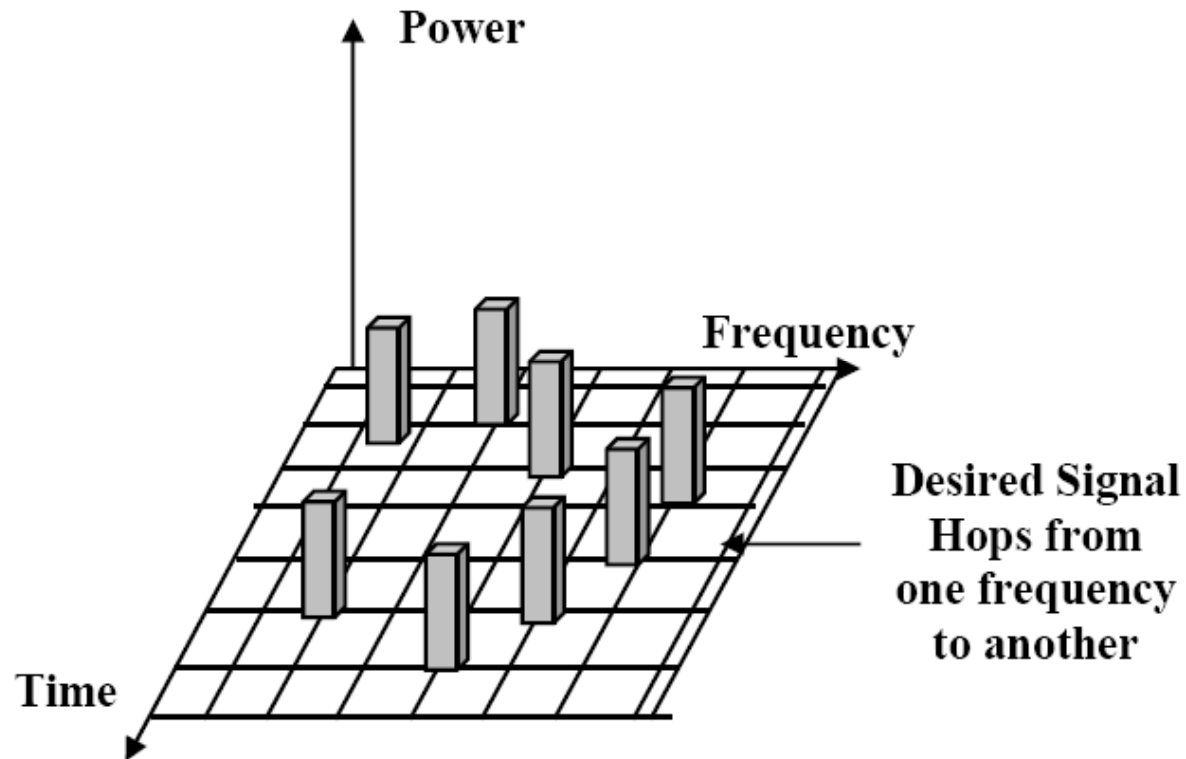 Power
Frequency
Desired Signal
Hops from
one frequency
to another
Time